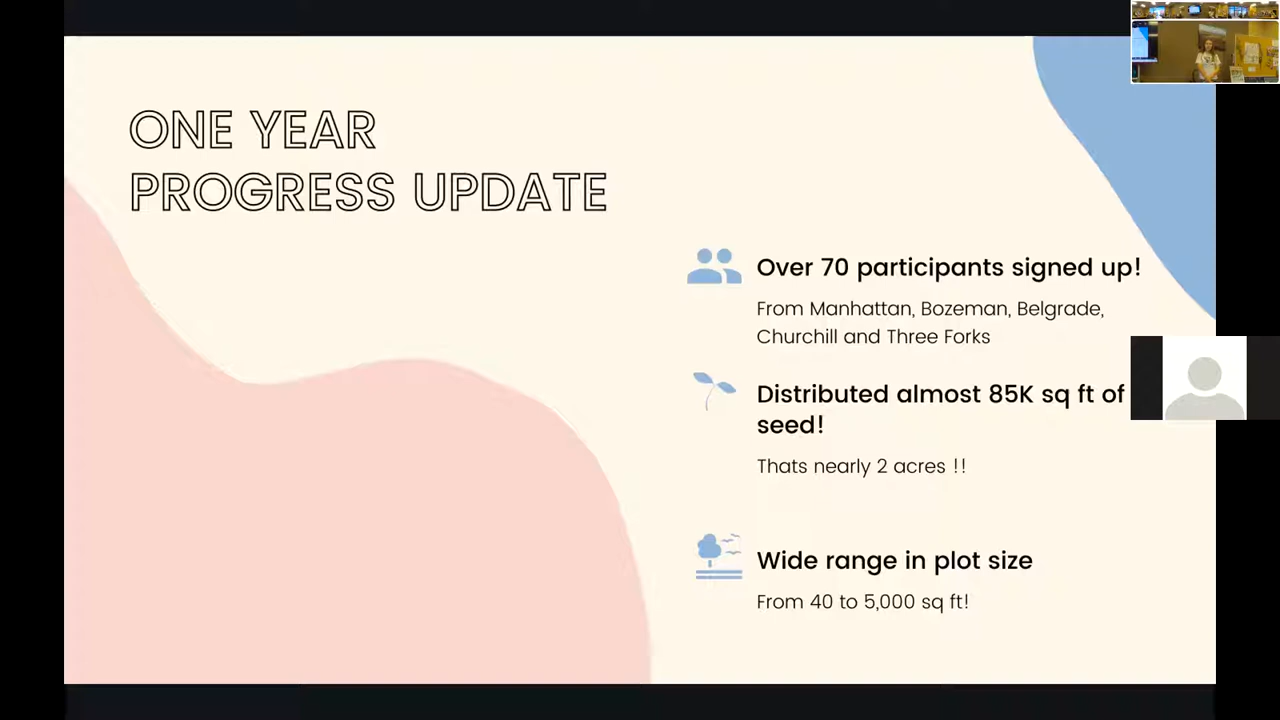 ONE YEAR
PROGRESS UPDATE
Over 70 participants signed up!
From Manhattan, Bozeman, Belgrade,
Churchill and Three Forks
Distributed almost 85K sq ft of
seed!
Thats nearly 2 acres !!
Wide range in plot size
From 40 to 5,000 sq ft!